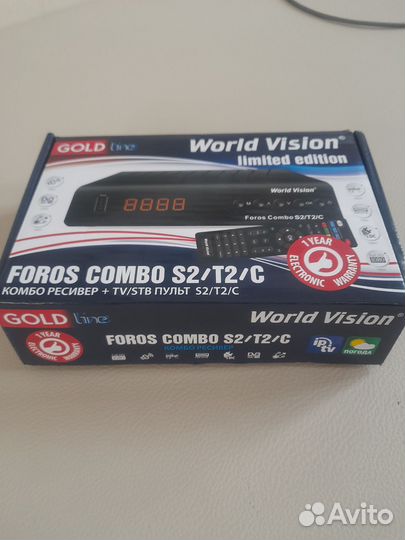 GOLD line
World Vision®
limited edition
8888
World Vision®
Foros Combo S2/T2/C
1 YEAR
ELECTRONIC
WARRANTY
FOROS COMBO S2/T2/C
КОМБО РЕСИВЕР + TV/STB ПУЛЬТ S2/T2/C
GOLD line
World Vision®
1 YEAR
ELECTRONIC
WARRANTY
FOROS COMBO S2/T2/C
КОМБО РЕСИВЕР
ip tv
ПОГОДА
Avito